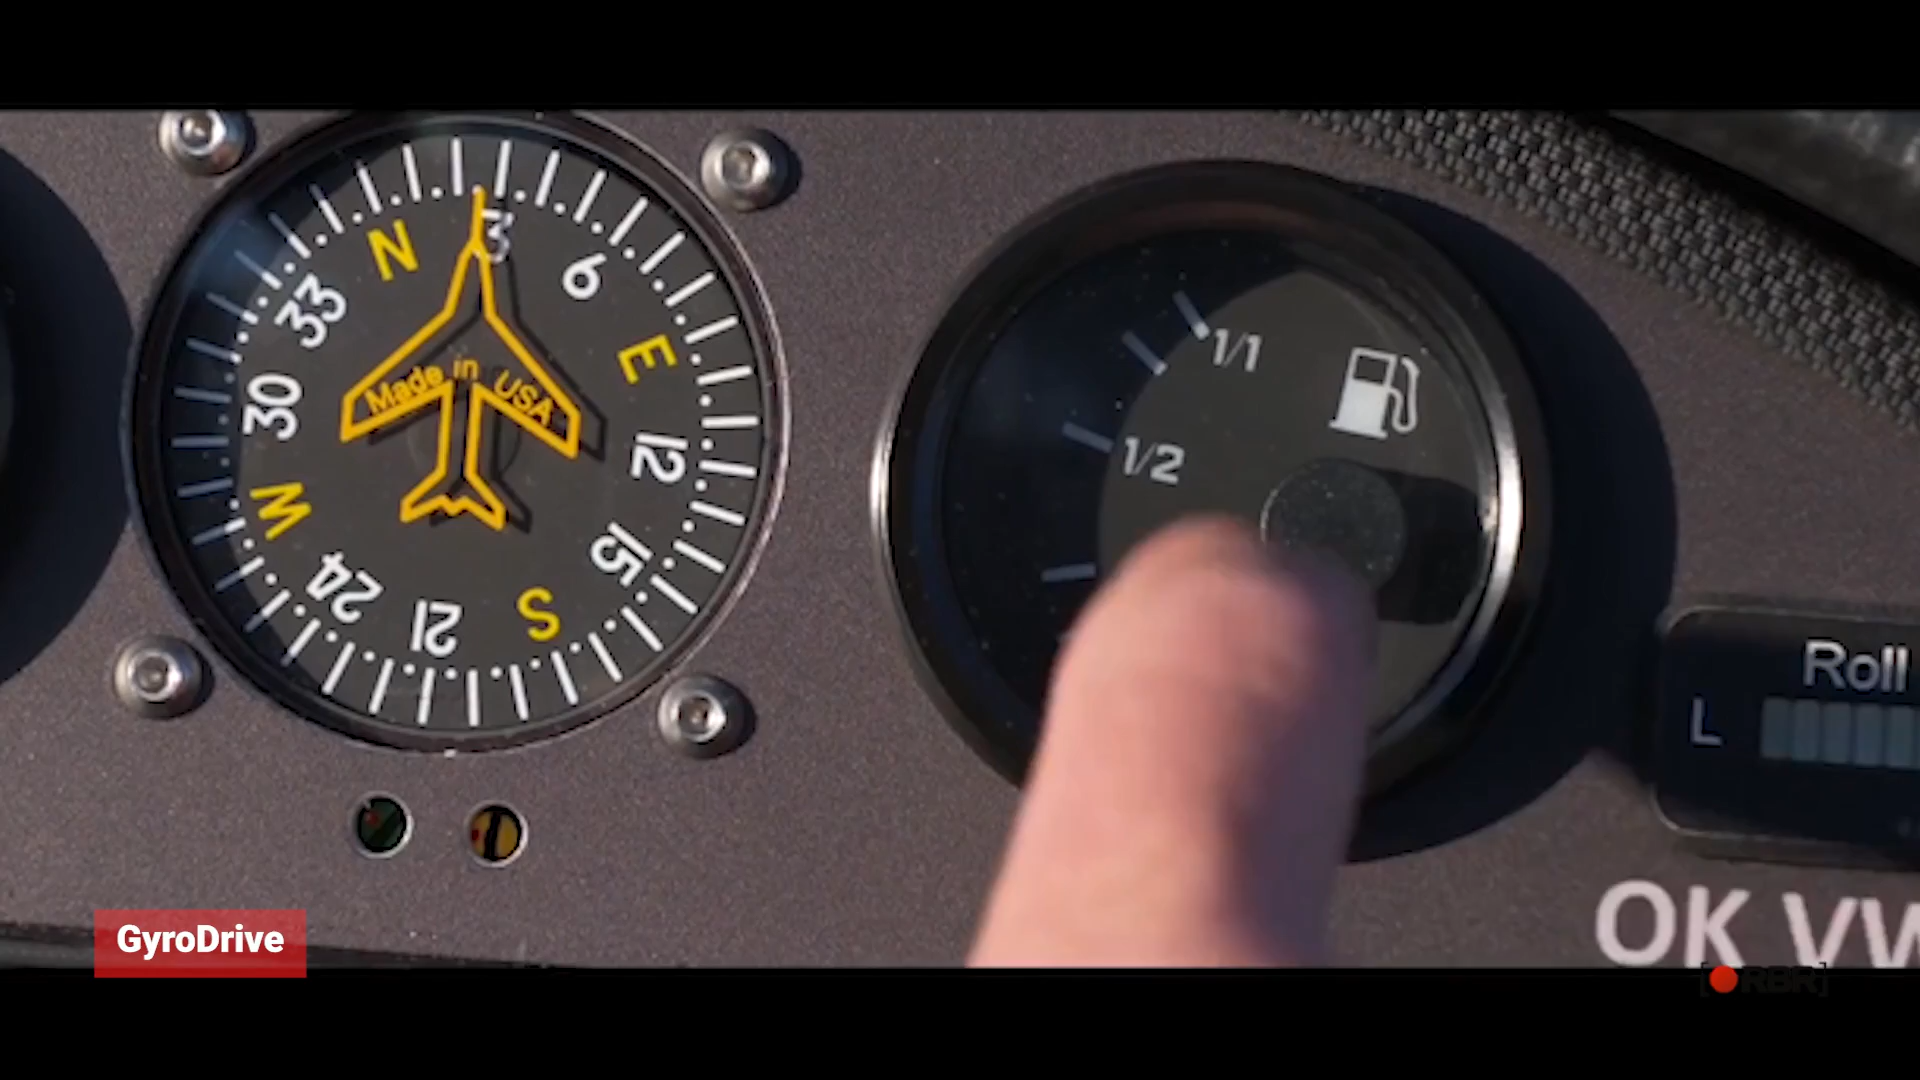 N
3
6
E
12
15
S
21
24
W
30
33
Made in USA
1/1
1/2
Roll
L
OK VW
GyroDrive
[RBR]